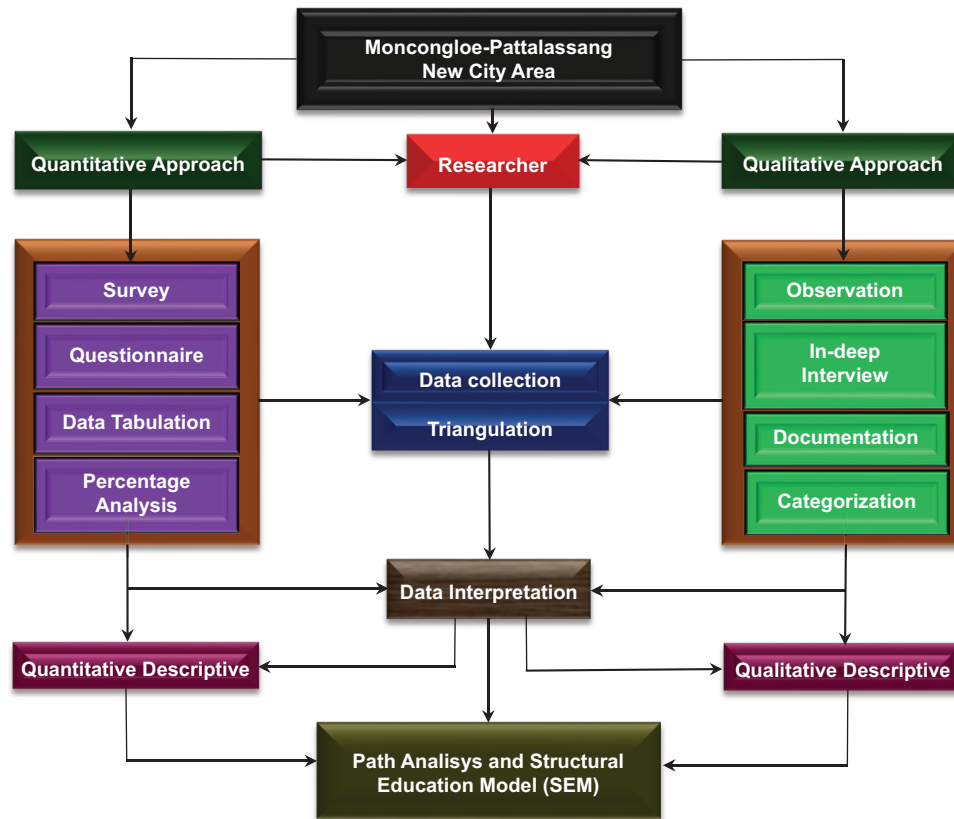 Moncongloe-Pattalassang
New City Area
Quantitative Approach
Researcher
Qualitative Approach
Survey
Questionnaire
Data Tabulation
Percentage
Analysis
Data collection
Triangulation
Observation
In-deep
Interview
Documentation
Categorization
Data Interpretation
Quantitative Descriptive
Qualitative Descriptive
Path Analisys and Structural
Education Model (SEM)